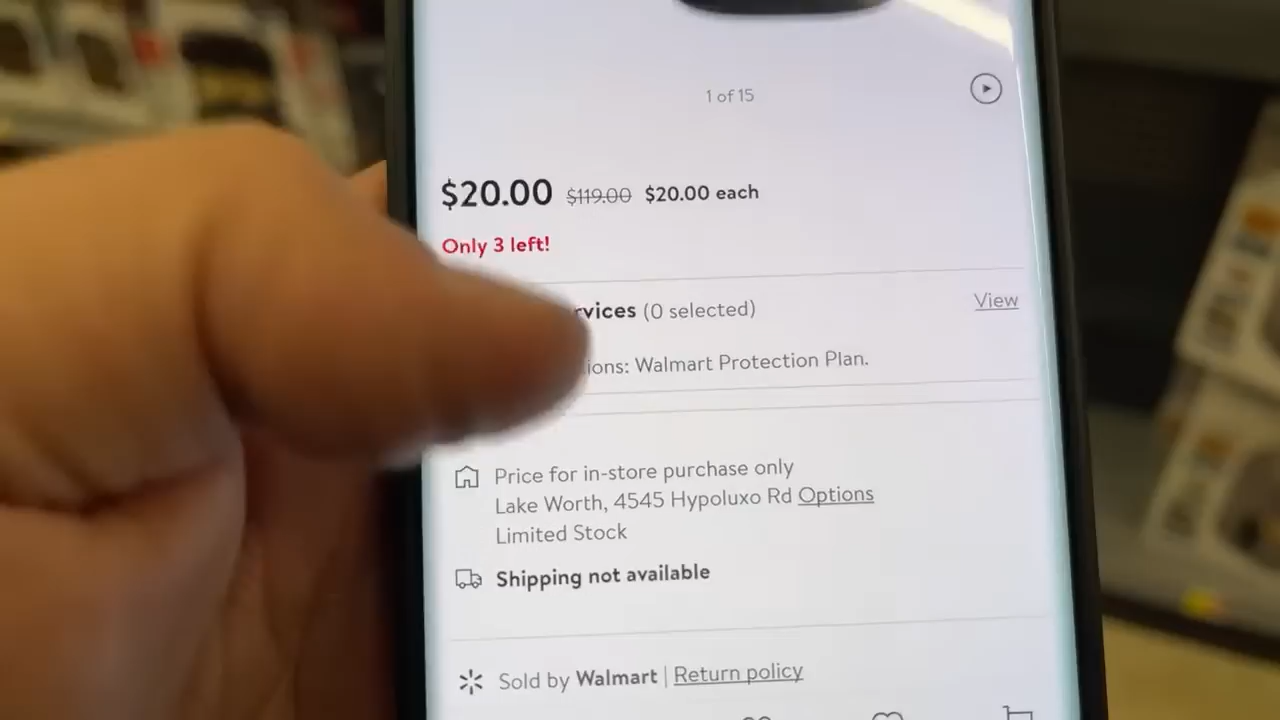 1 of 15
$20.00 $119.00 $20.00 each
Only 3 left!
(0 selected) View
Walmart Protection Plan.
Price for in-store purchase only
Lake Worth, 4545 Hypoluxo Rd Options
Limited Stock
Shipping not available
Sold by Walmart | Return policy